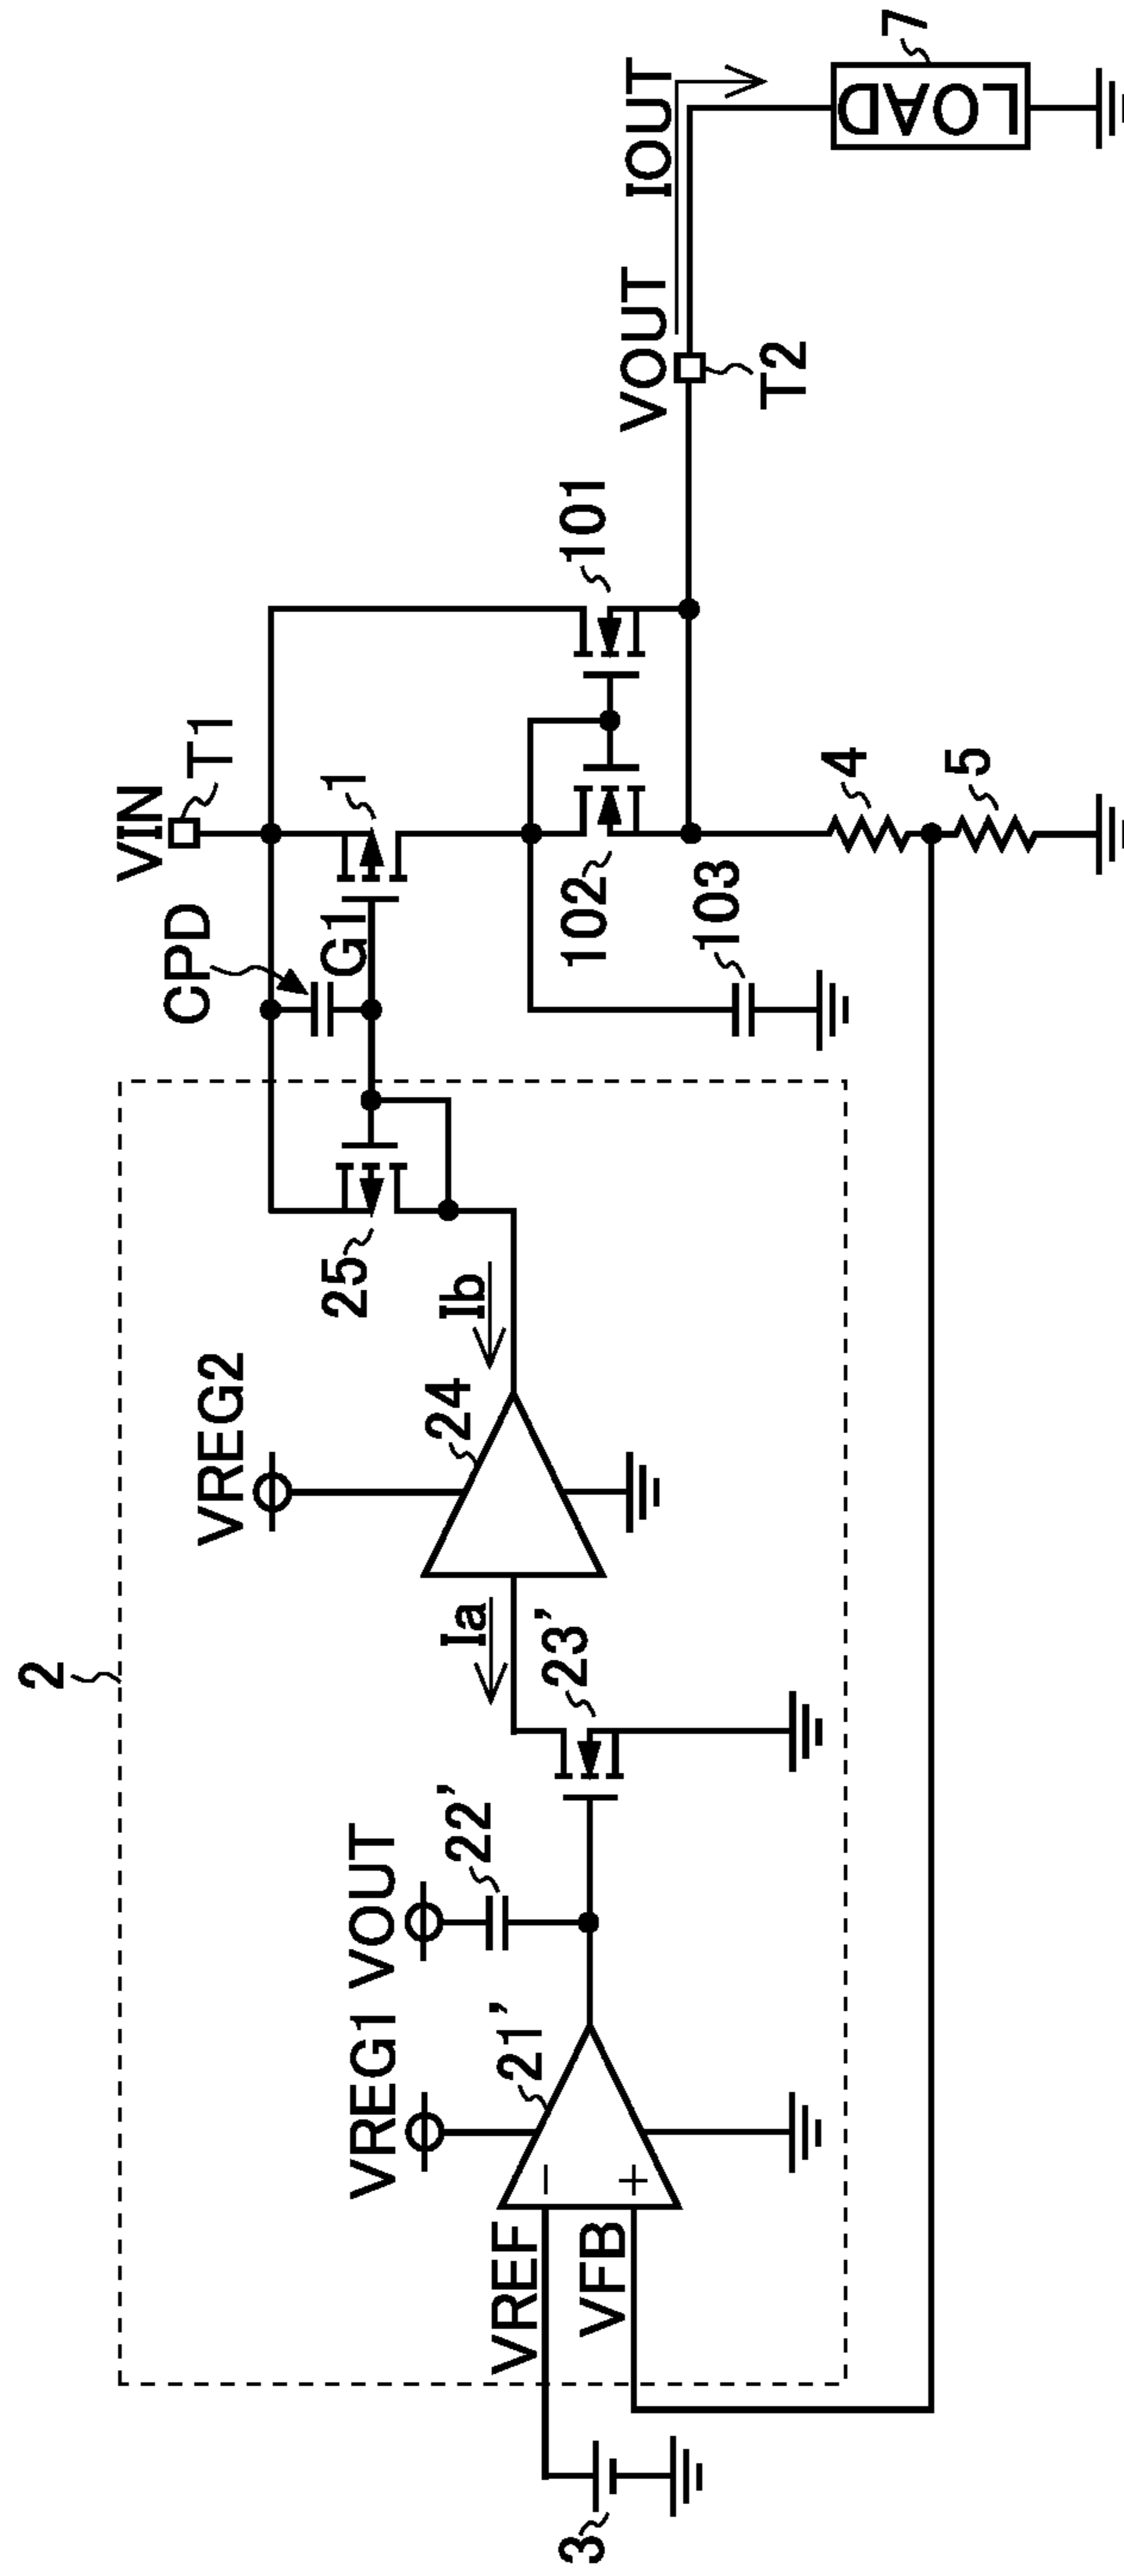 2
VREG2
VREG1
VOUT
VREF
VFB
−
+
3
21'
22'
23'
Ia
24
Ib
25
CPD
G1
VIN
T1
1
101
102
103
4
5
VOUT
IOUT
T2
LOAD
7